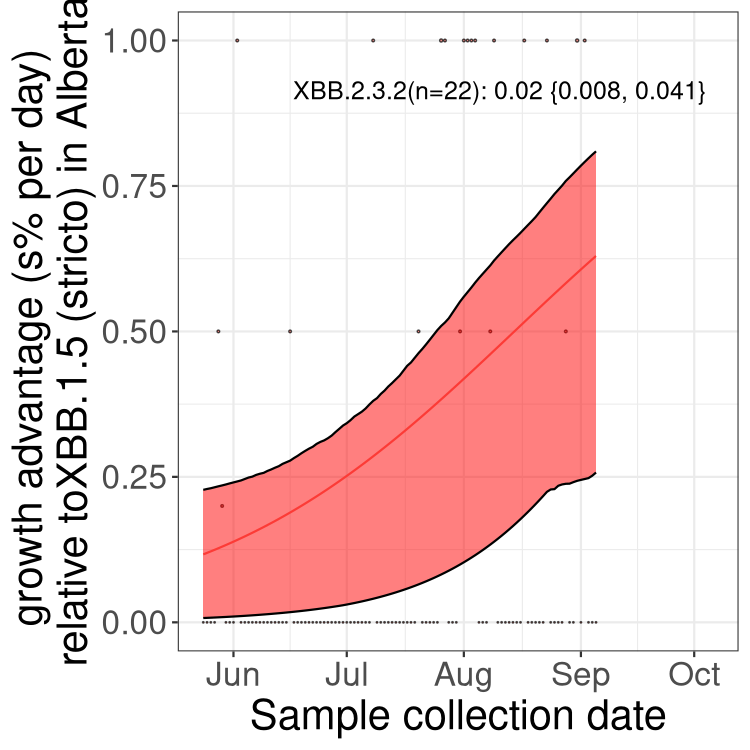 growth advantage (s% per day)
relative toXBB.1.5 (stricto) in Alberta
1.00
XBB.2.3.2(n=22): 0.02 {0.008, 0.041}
0.75
0.50
0.25
0.00
Jun Jul Aug Sep Oct
Sample collection date